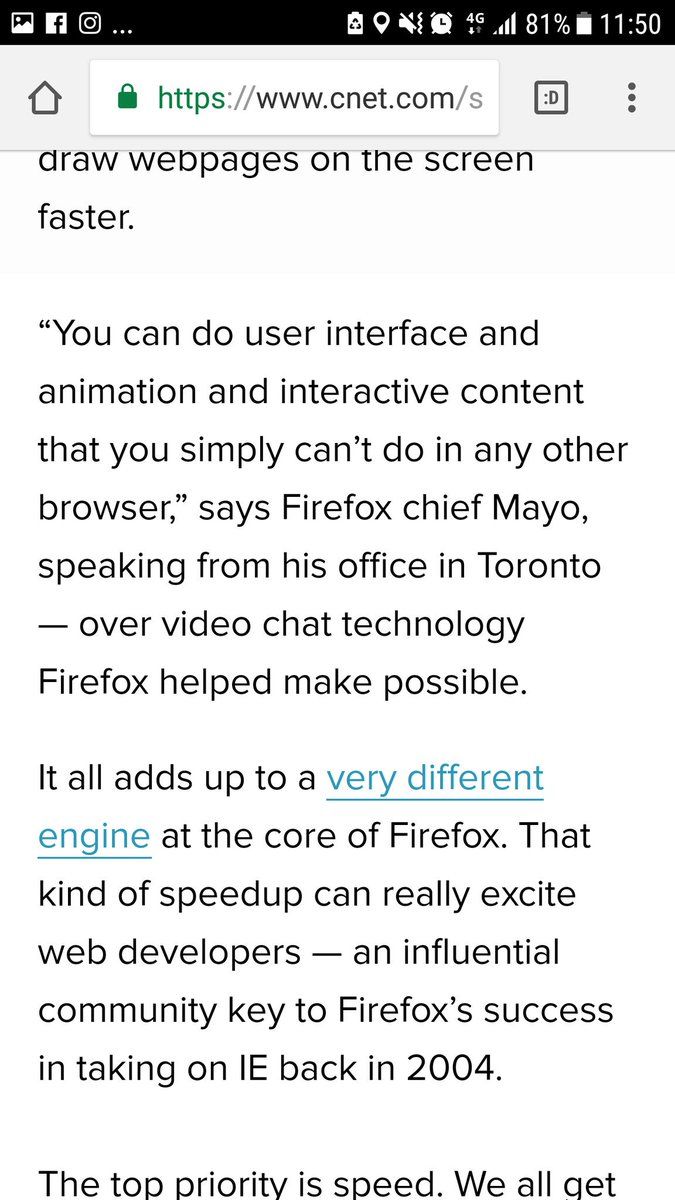 ... 4G 81% 11:50
https://www.cnet.com/s :D
draw webpages on the screen
faster.
“You can do user interface and
animation and interactive content
that you simply can’t do in any other
browser,” says Firefox chief Mayo,
speaking from his office in Toronto
— over video chat technology
Firefox helped make possible.
It all adds up to a very different
engine at the core of Firefox. That
kind of speedup can really excite
web developers — an influential
community key to Firefox’s success
in taking on IE back in 2004.
The top priority is speed. We all get